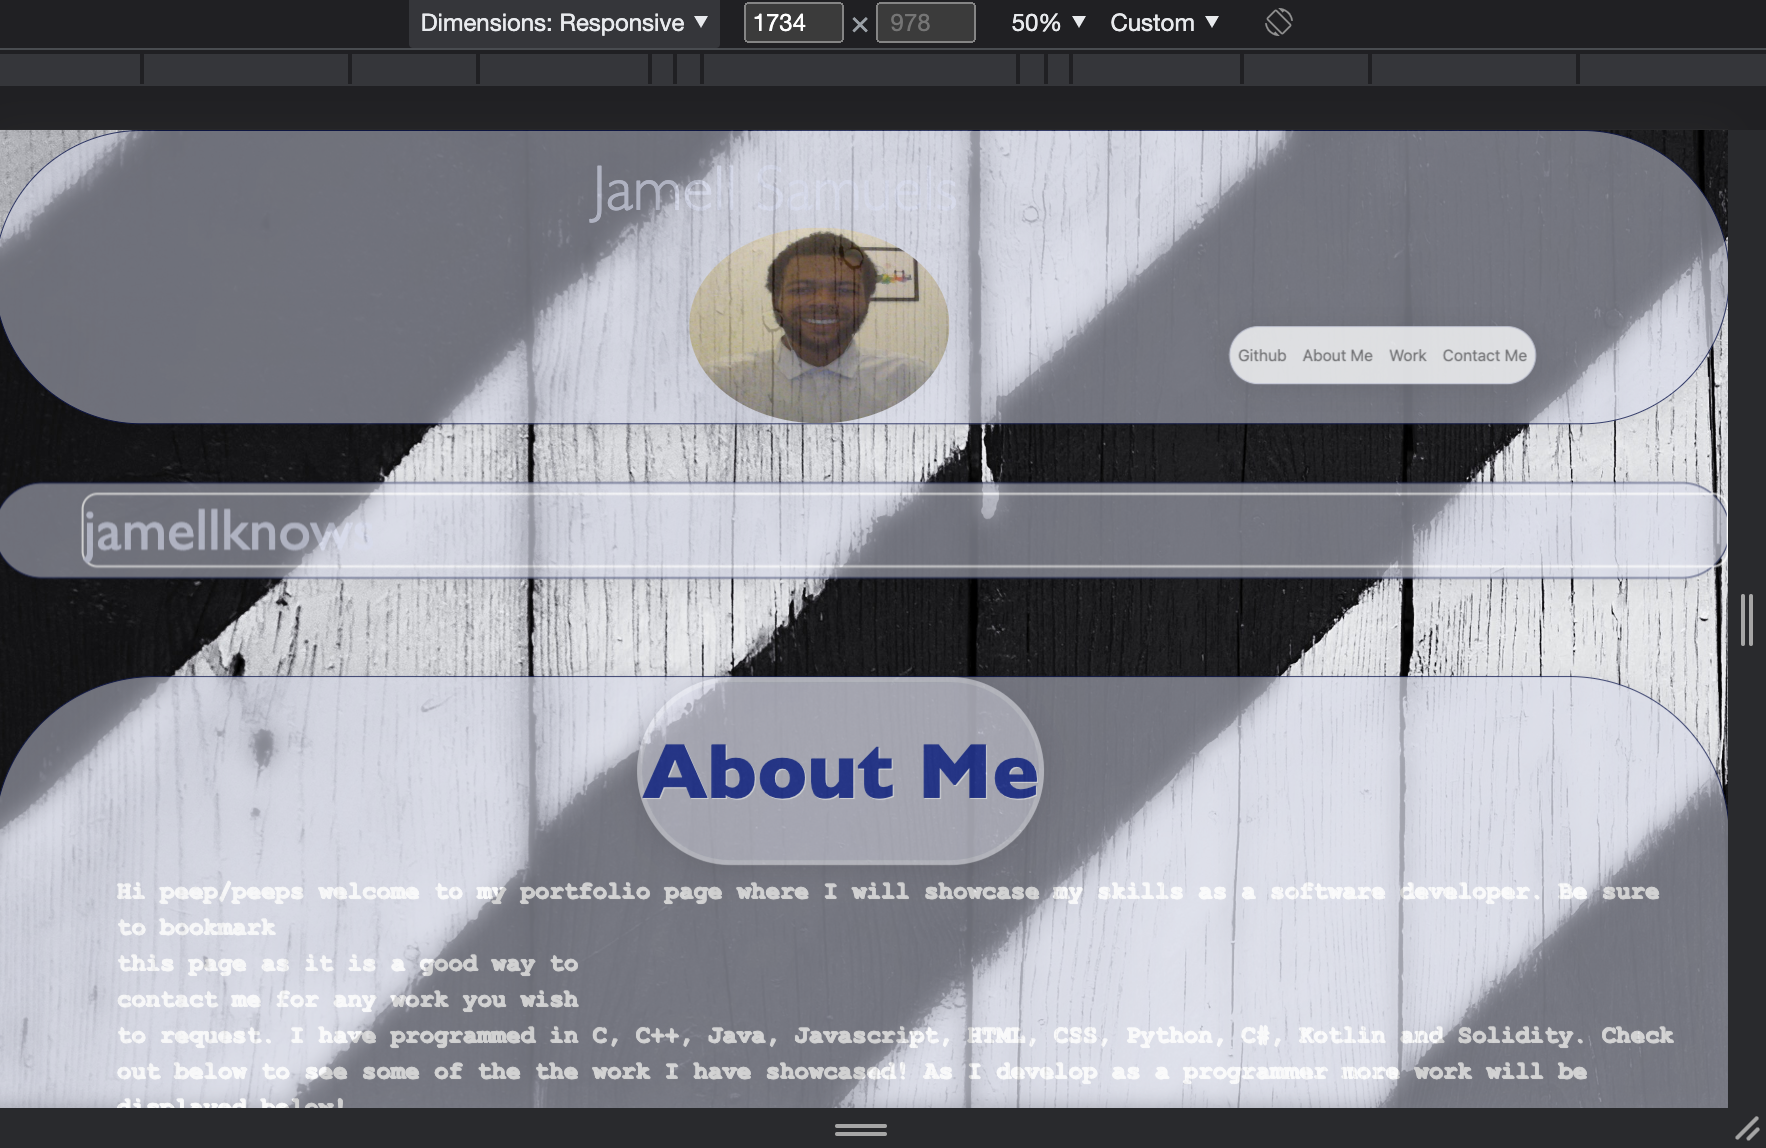 Dimensions: Responsive ▼ 1734 × 978 50% ▼ Custom ▼
Jamell Samuels
Github About Me Work Contact Me
jamellknows
About Me
Hi peep/peeps welcome to my portfolio page where I will showcase my skills as a software developer. Be sure
to bookmark
this page as it is a good way to
contact me for any work you wish
to request. I have programmed in C, C++, Java, Javascript, HTML, CSS, Python, C#, Kotlin and Solidity. Check
out below to see some of the the work I have showcased! As I develop as a programmer more work will be
displayed below!